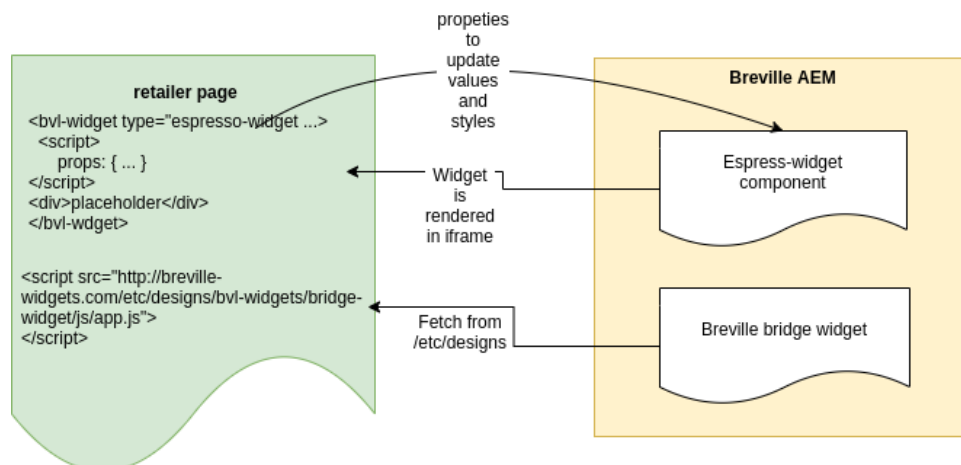 propeties
to
update
values
and
styles
retailer page
<bvl-widget type="espresso-widget ...>
<script>
props: { ... }
</script>
<div>placeholder</div>
</bvl-wdget>
<script src="http://breville-
widgets.com/etc/designs/bvl-widgets/bridge-
widget/js/app.js">
</script>
Widget
is
rendered
in iframe
Fetch from
/etc/designs
Breville AEM
Espress-widget
component
Breville bridge widget